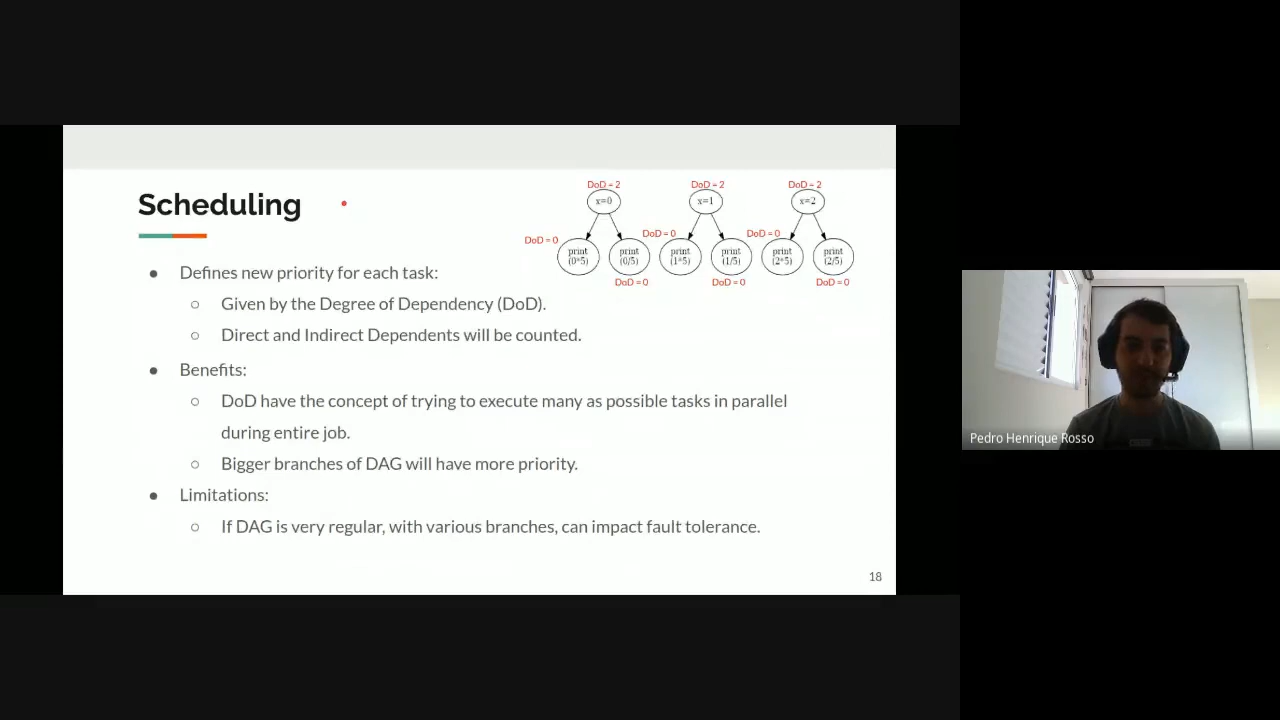 Scheduling
DoD = 2 DoD = 2 DoD = 2
x=0 x=1 x=2
DoD = 0 DoD = 0 DoD = 0
print print print print print print
(0*5) (0/5) (1*5) (1/5) (2*5) (2/5)
DoD = 0 DoD = 0 DoD = 0
● Defines new priority for each task:
○ Given by the Degree of Dependency (DoD).
○ Direct and Indirect Dependents will be counted.
● Benefits:
○ DoD have the concept of trying to execute many as possible tasks in parallel
during entire job.
○ Bigger branches of DAG will have more priority.
● Limitations:
○ If DAG is very regular, with various branches, can impact fault tolerance.
18
Pedro Henrique Rosso